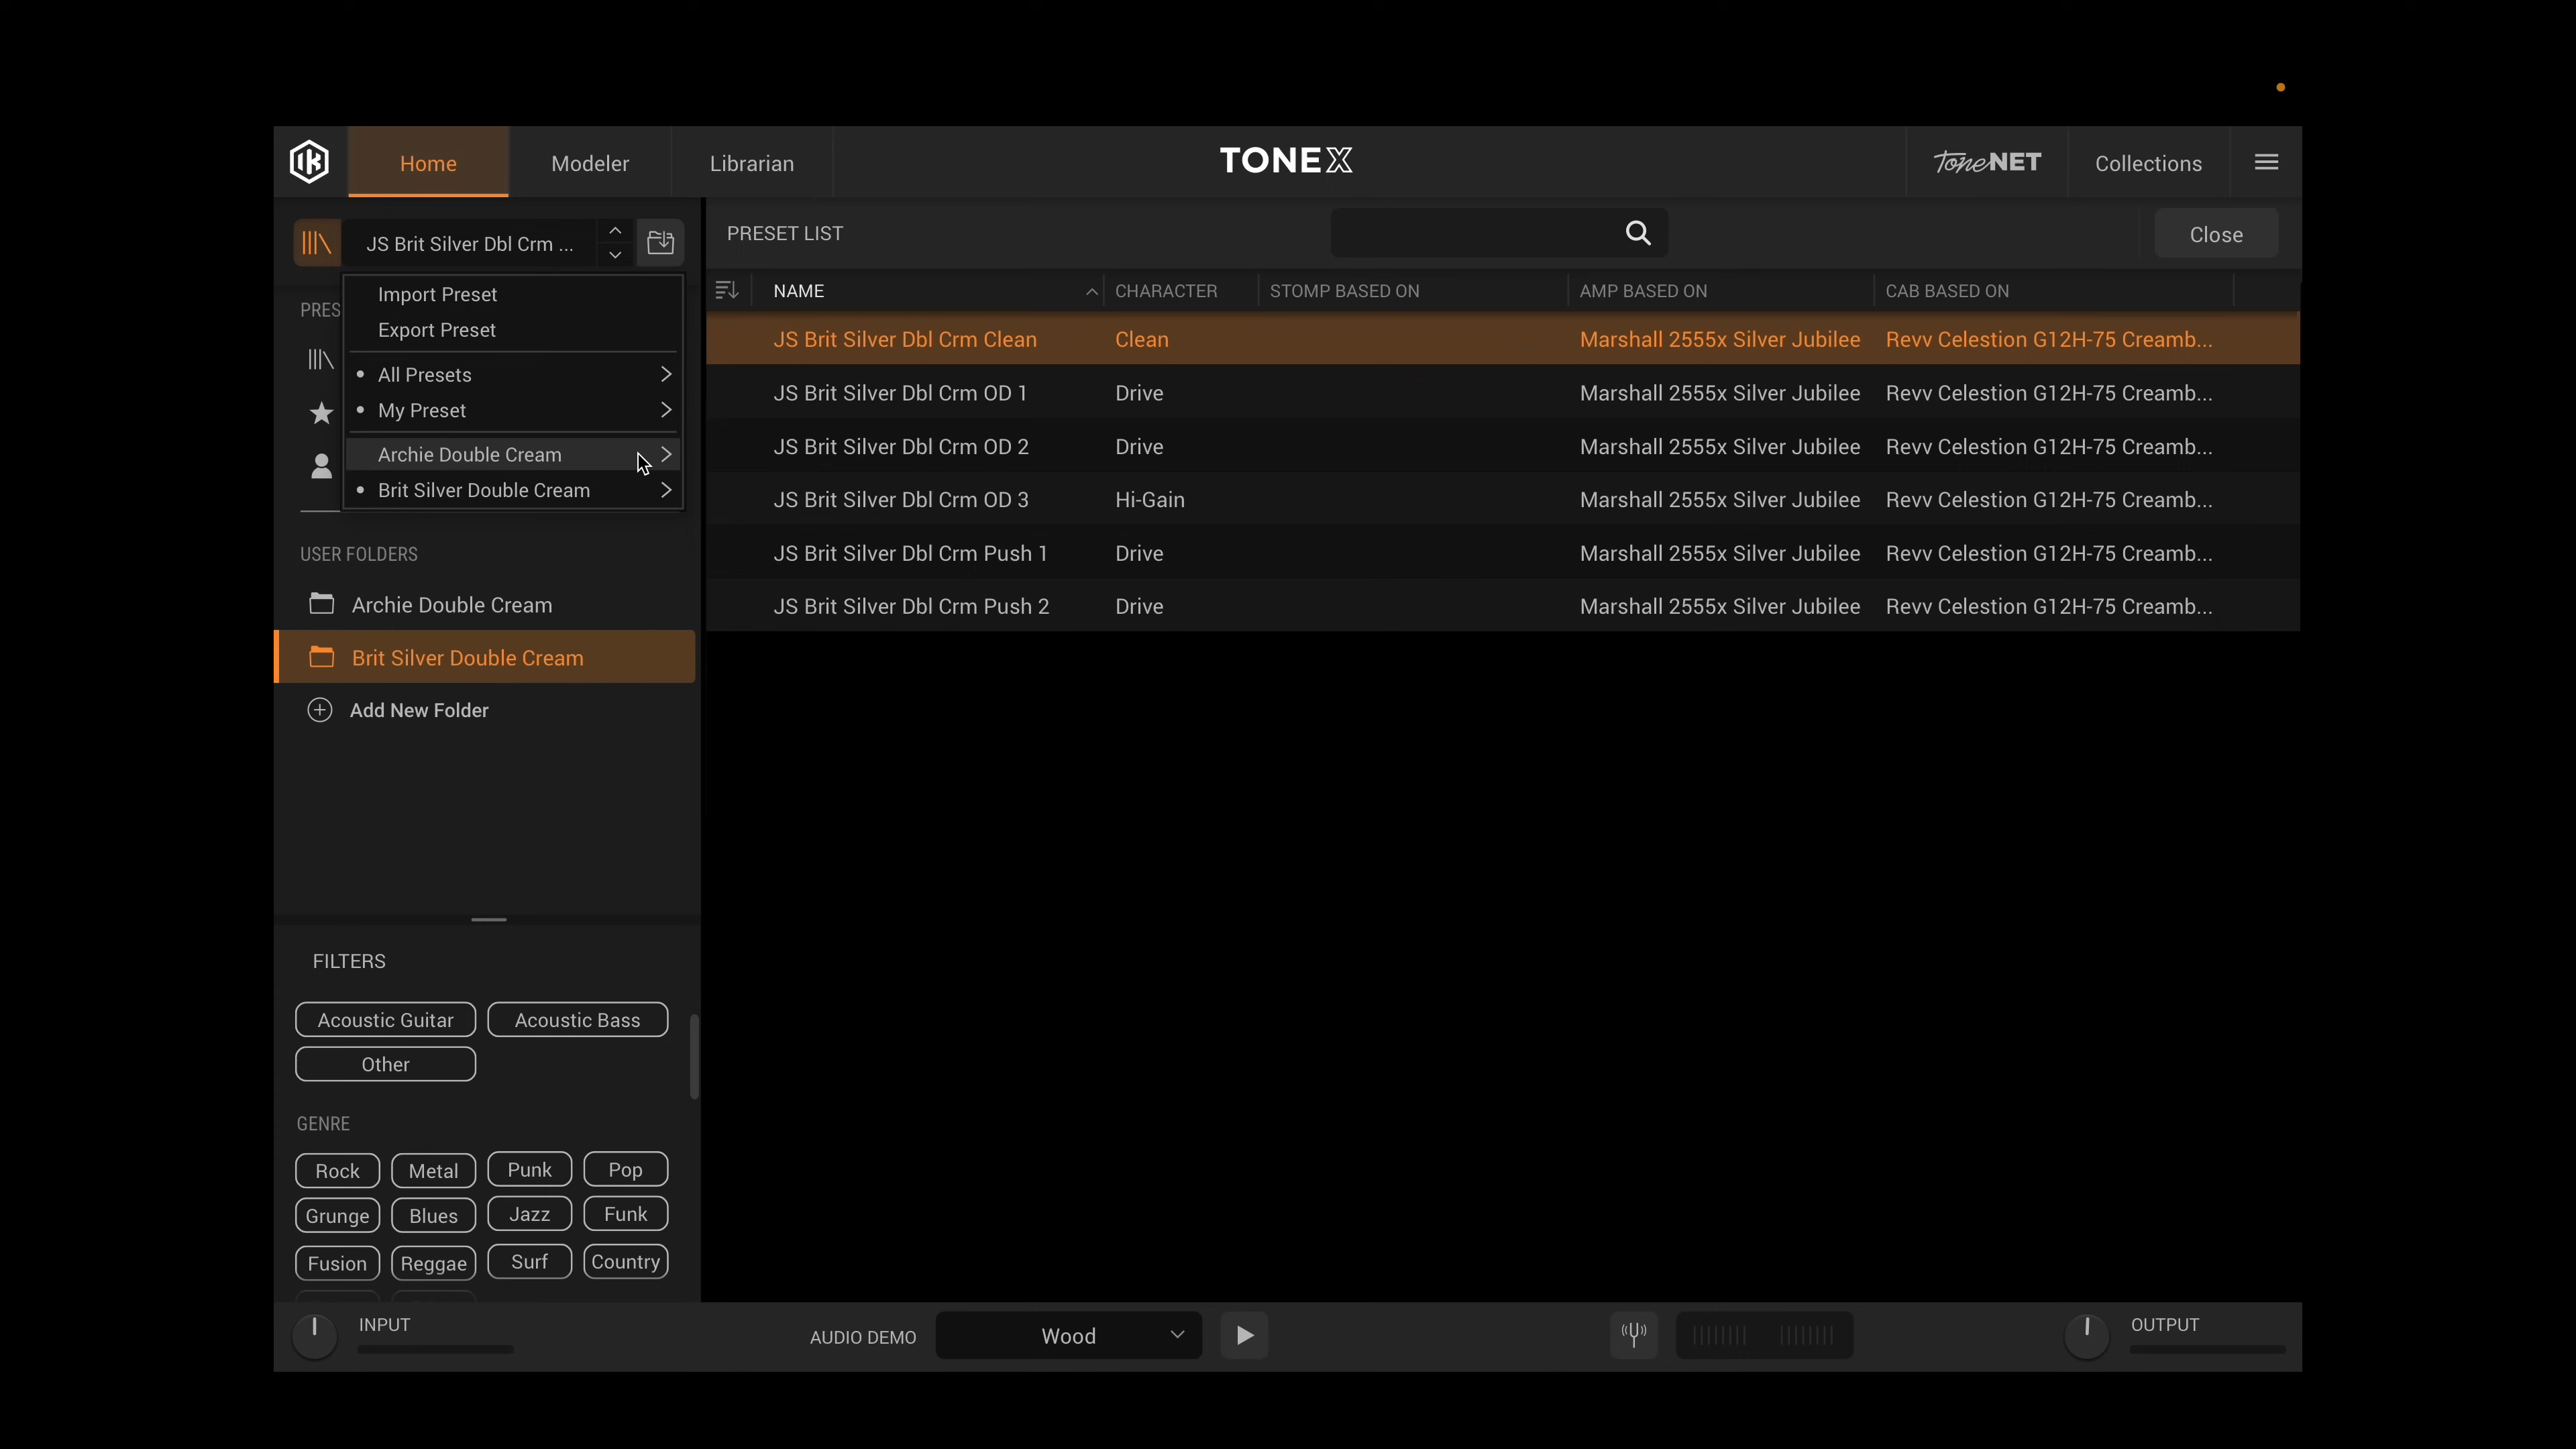 Home
Modeler
Librarian
TONEX
ToneNET
Collections
JS Brit Silver Dbl Crm ...
Import Preset
Export Preset
All Presets
My Preset
Archie Double Cream
Brit Silver Double Cream
PRES
USER FOLDERS
Archie Double Cream
Brit Silver Double Cream
Add New Folder
PRESET LIST
Close
NAME CHARACTER STOMP BASED ON AMP BASED ON CAB BASED ON
JS Brit Silver Dbl Crm Clean Clean Marshall 2555x Silver Jubilee Revv Celestion G12H-75 Creamb...
JS Brit Silver Dbl Crm OD 1 Drive Marshall 2555x Silver Jubilee Revv Celestion G12H-75 Creamb...
JS Brit Silver Dbl Crm OD 2 Drive Marshall 2555x Silver Jubilee Revv Celestion G12H-75 Creamb...
JS Brit Silver Dbl Crm OD 3 Hi-Gain Marshall 2555x Silver Jubilee Revv Celestion G12H-75 Creamb...
JS Brit Silver Dbl Crm Push 1 Drive Marshall 2555x Silver Jubilee Revv Celestion G12H-75 Creamb...
JS Brit Silver Dbl Crm Push 2 Drive Marshall 2555x Silver Jubilee Revv Celestion G12H-75 Creamb...
FILTERS
Acoustic Guitar Acoustic Bass
Other
GENRE
Rock Metal Punk Pop
Grunge Blues Jazz Funk
Fusion Reggae Surf Country
INPUT
AUDIO DEMO
Wood
OUTPUT